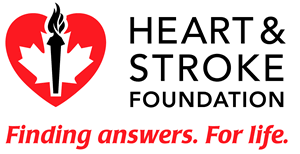 HEART &
STROKE
FOUNDATION
Finding answers. For life.